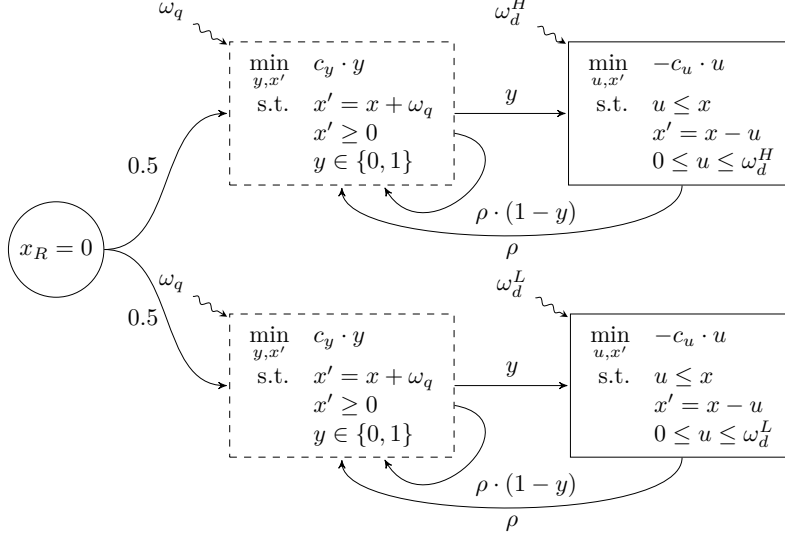 ω_q
ω_d^H
min_{y,x′} c_y · y
s.t. x′ = x + ω_q
x′ ≥ 0
y ∈ {0, 1}
y
min_{u,x′} −c_u · u
s.t. u ≤ x
x′ = x − u
0 ≤ u ≤ ω_d^H
0.5
ρ · (1 − y)
ρ
x_R = 0
ω_q
ω_d^L
0.5
min_{y,x′} c_y · y
s.t. x′ = x + ω_q
x′ ≥ 0
y ∈ {0, 1}
y
min_{u,x′} −c_u · u
s.t. u ≤ x
x′ = x − u
0 ≤ u ≤ ω_d^L
ρ · (1 − y)
ρ